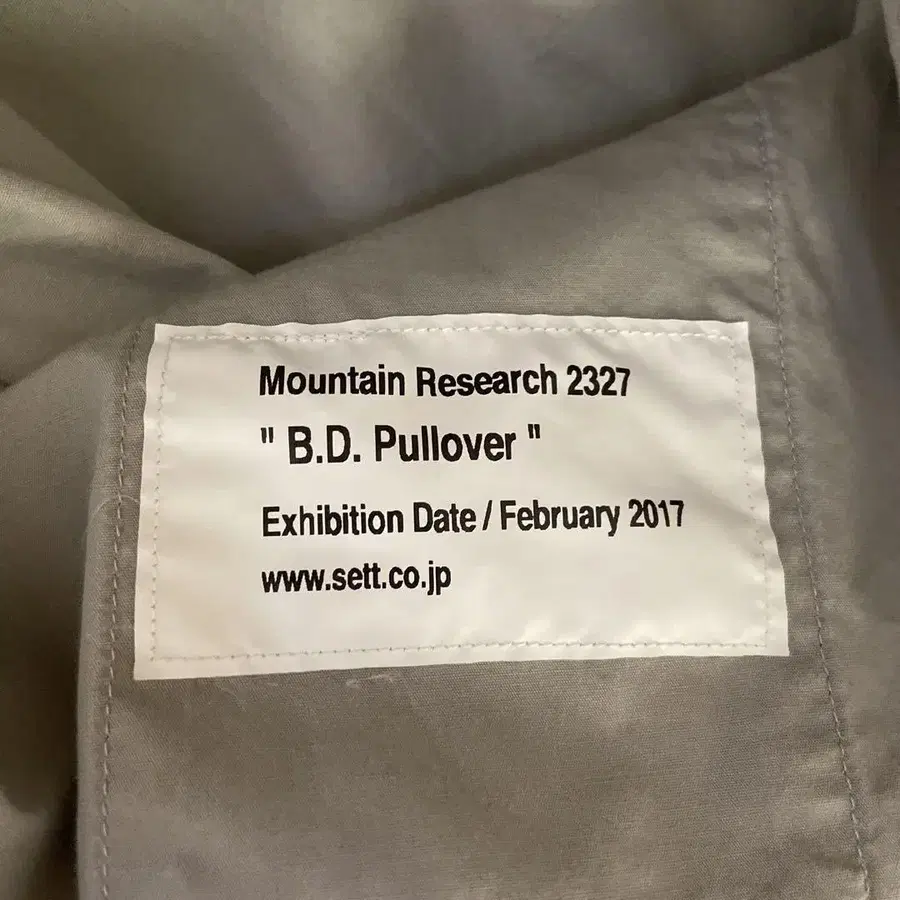 Mountain Research 2327
" B.D. Pullover "
Exhibition Date / February 2017
www.sett.co.jp